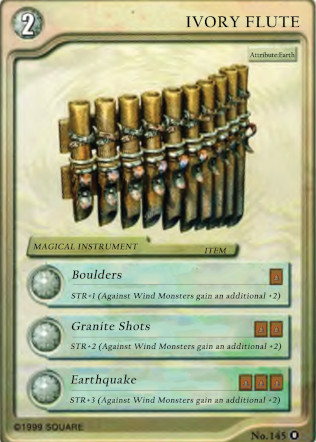 2
IVORY FLUTE
Attribute:Earth
MAGICAL INSTRUMENT ITEM
Boulders
STR+1 (Against Wind Monsters gain an additional +2)
Granite Shots
STR+2 (Against Wind Monsters gain an additional +2)
Earthquake
STR+3 (Against Wind Monsters gain an additional +2)
©1999 SQUARE
No.145